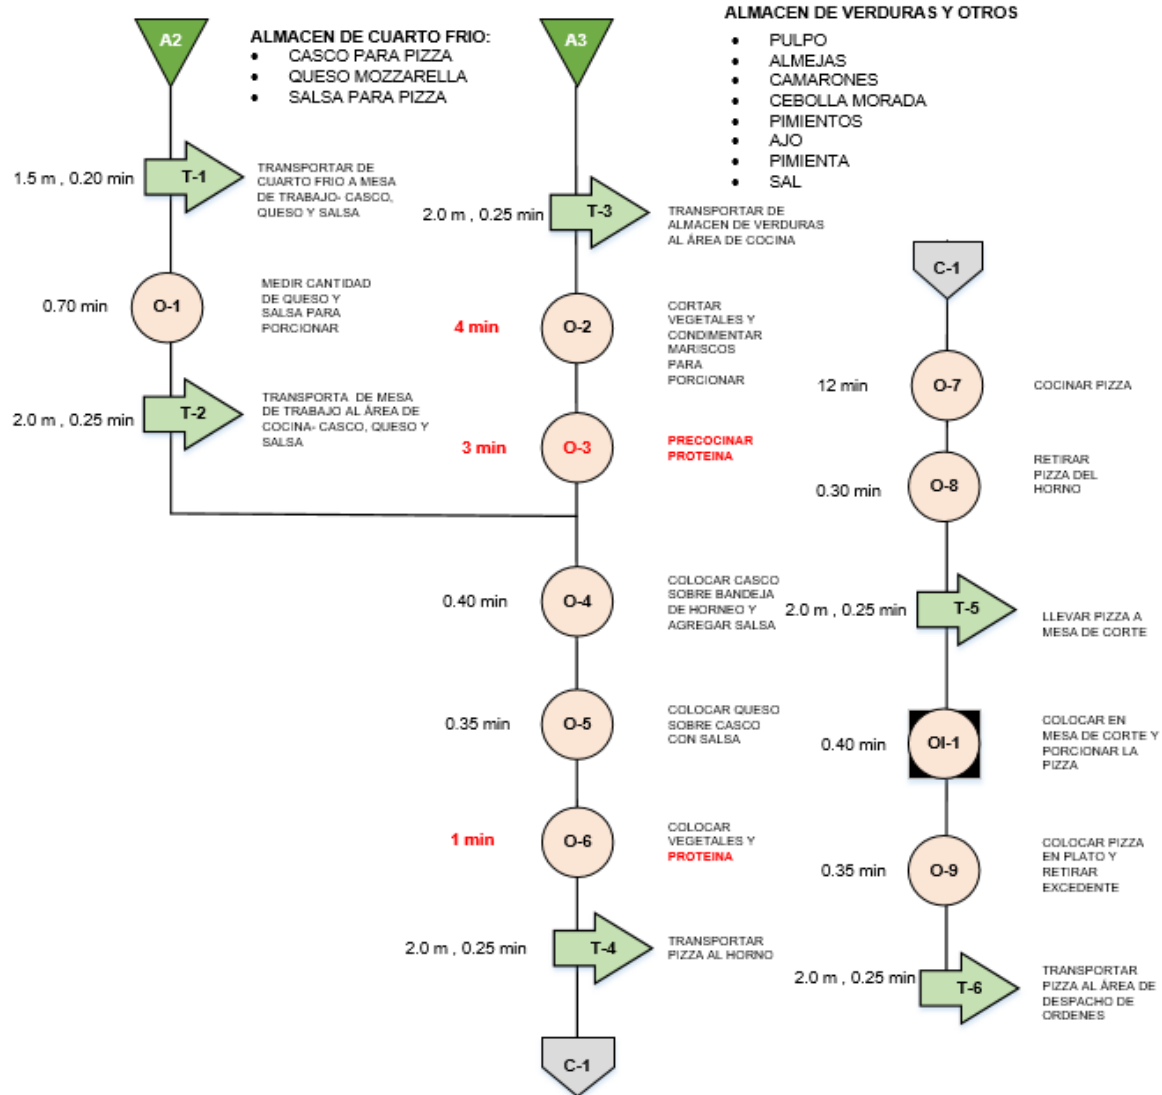 A2
ALMACEN DE CUARTO FRIO:
• CASCO PARA PIZZA
• QUESO MOZZARELLA
• SALSA PARA PIZZA
1.5 m , 0.20 min
T-1
TRANSPORTAR DE
CUARTO FRIO A MESA
DE TRABAJO- CASCO,
QUESO Y SALSA
0.70 min
O-1
MEDIR CANTIDAD
DE QUESO Y
SALSA PARA
PORCIONAR
2.0 m , 0.25 min
T-2
TRANSPORTA DE MESA
DE TRABAJO AL ÁREA DE
COCINA- CASCO, QUESO Y
SALSA
A3
ALMACEN DE VERDURAS Y OTROS
• PULPO
• ALMEJAS
• CAMARONES
• CEBOLLA MORADA
• PIMIENTOS
• AJO
• PIMIENTA
• SAL
2.0 m , 0.25 min
T-3
TRANSPORTAR DE
ALMACEN DE VERDURAS
AL ÁREA DE COCINA
4 min
O-2
CORTAR
VEGETALES Y
CONDIMENTAR
MARISCOS
PARA
PORCIONAR
3 min
O-3
PRECOCINAR
PROTEINA
0.40 min
O-4
COLOCAR CASCO
SOBRE BANDEJA
DE HORNEO Y
AGREGAR SALSA
0.35 min
O-5
COLOCAR QUESO
SOBRE CASCO
CON SALSA
1 min
O-6
COLOCAR
VEGETALES Y
PROTEINA
2.0 m , 0.25 min
T-4
TRANSPORTAR
PIZZA AL HORNO
C-1
C-1
12 min
O-7
COCINAR PIZZA
0.30 min
O-8
RETIRAR
PIZZA DEL
HORNO
2.0 m , 0.25 min
T-5
LLEVAR PIZZA A
MESA DE CORTE
0.40 min
OI-1
COLOCAR EN
MESA DE CORTE Y
PORCIONAR LA
PIZZA
0.35 min
O-9
COLOCAR PIZZA
EN PLATO Y
RETIRAR
EXCEDENTE
2.0 m , 0.25 min
T-6
TRANSPORTAR
PIZZA AL ÁREA DE
DESPACHO DE
ORDENES